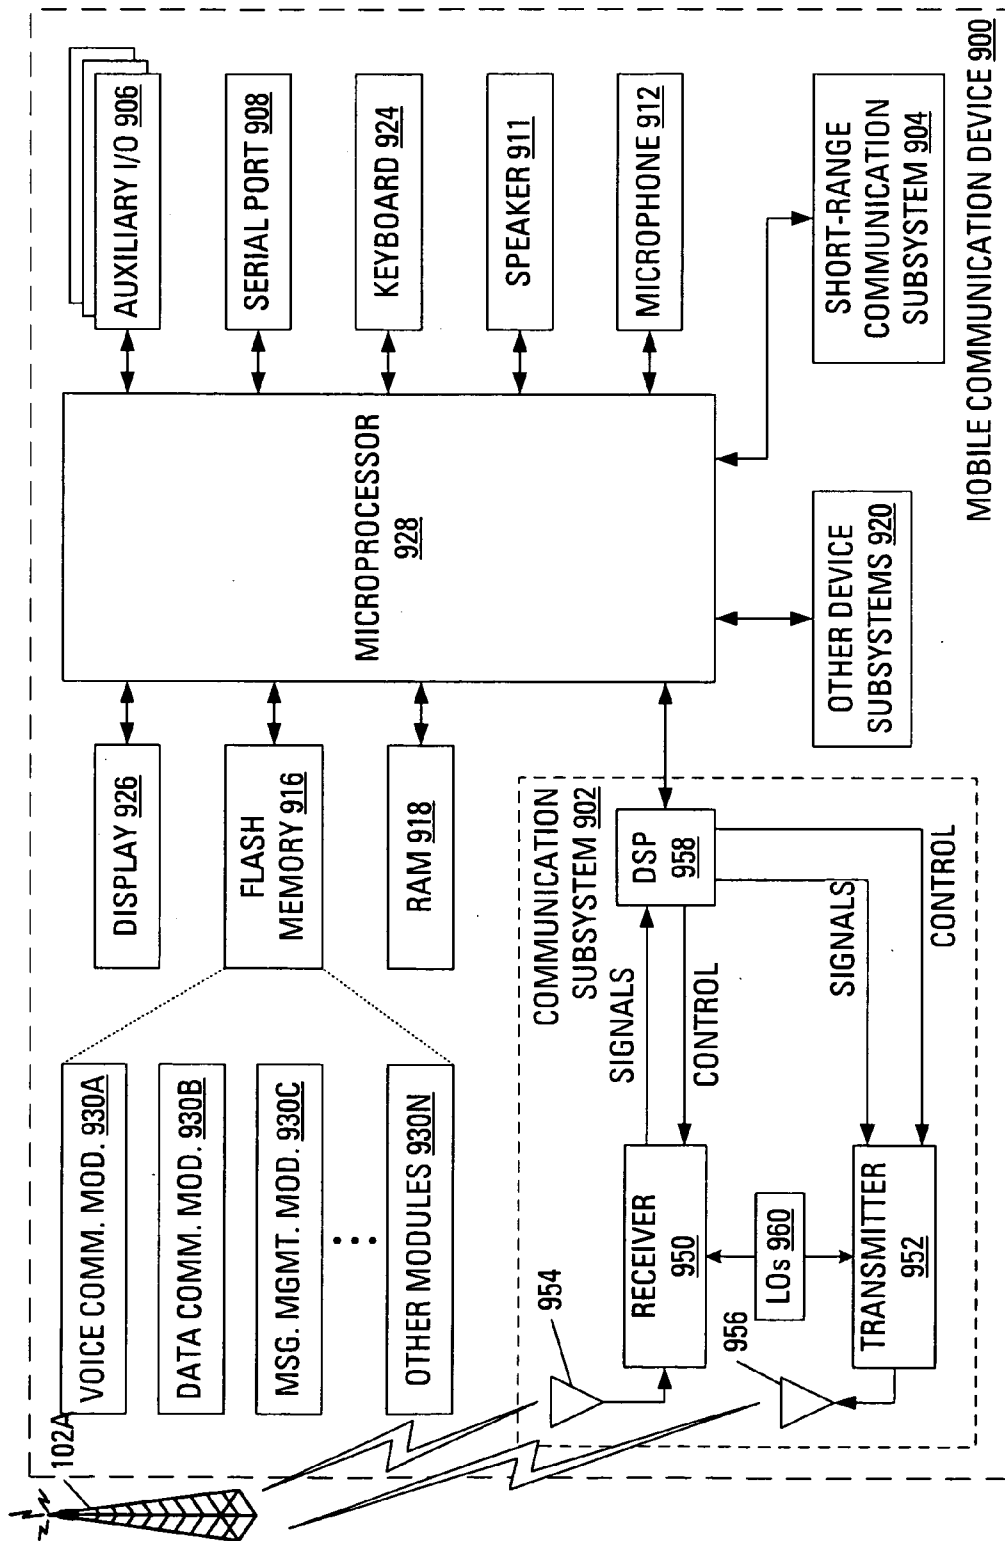 MOBILE COMMUNICATION DEVICE 900
102A
VOICE COMM. MOD. 930A
DATA COMM. MOD. 930B
MSG. MGMT. MOD. 930C
OTHER MODULES 930N
DISPLAY 926
FLASH
MEMORY 916
RAM 918
MICROPROCESSOR
928
AUXILIARY I/O 906
SERIAL PORT 908
KEYBOARD 924
SPEAKER 911
MICROPHONE 912
COMMUNICATION
SUBSYSTEM 902
954
RECEIVER
950
SIGNALS
CONTROL
DSP
958
LOs 960
956
TRANSMITTER
952
SIGNALS
CONTROL
OTHER DEVICE
SUBSYSTEMS 920
SHORT-RANGE
COMMUNICATION
SUBSYSTEM 904